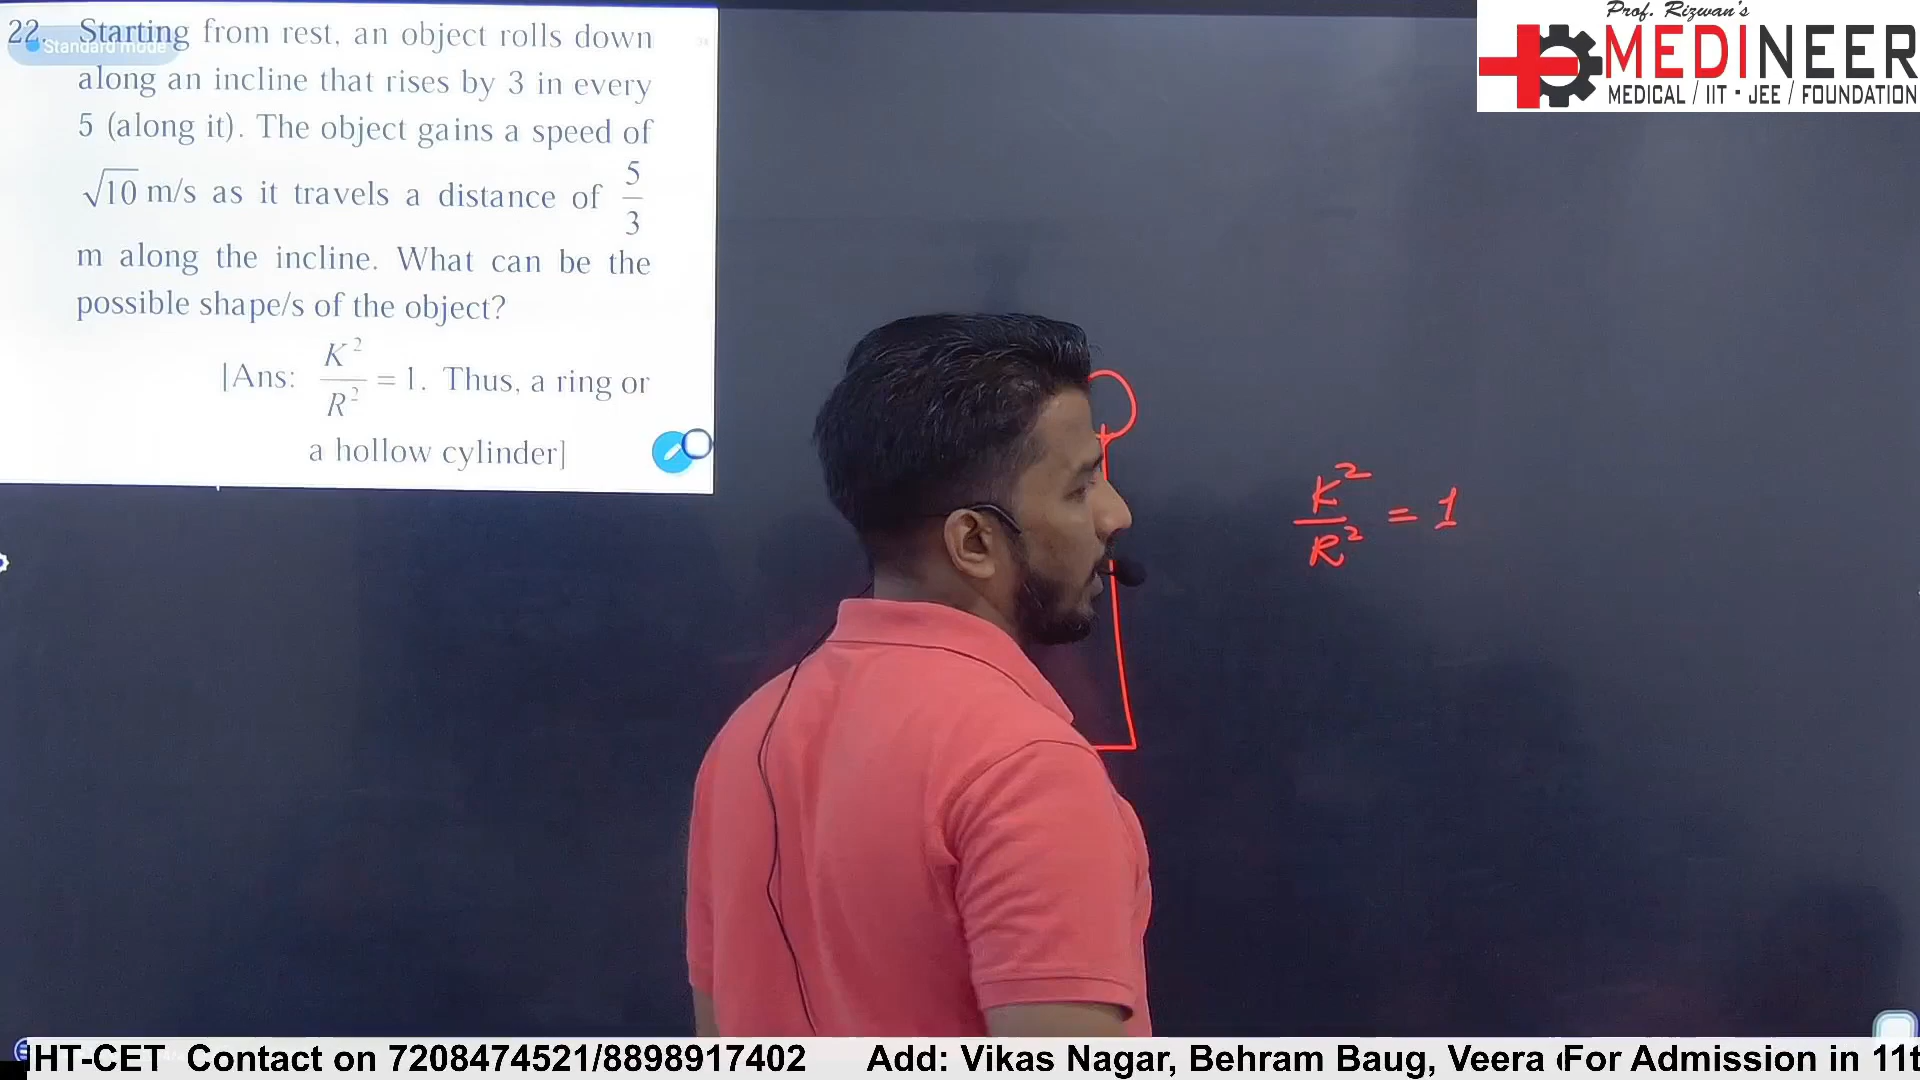 Prof. Rizwan's
MEDINEER
MEDICAL / IIT - JEE / FOUNDATION
22. Starting from rest, an object rolls down
Standard mode
along an incline that rises by 3 in every
5 (along it). The object gains a speed of
√10 m/s as it travels a distance of 5/3
m along the incline. What can be the
possible shape/s of the object?
[Ans: K²/R² = 1. Thus, a ring or
a hollow cylinder]
K²/R² = 1
HT-CET Contact on 7208474521/8898917402 Add: Vikas Nagar, Behram Baug, Veera For Admission in 11t